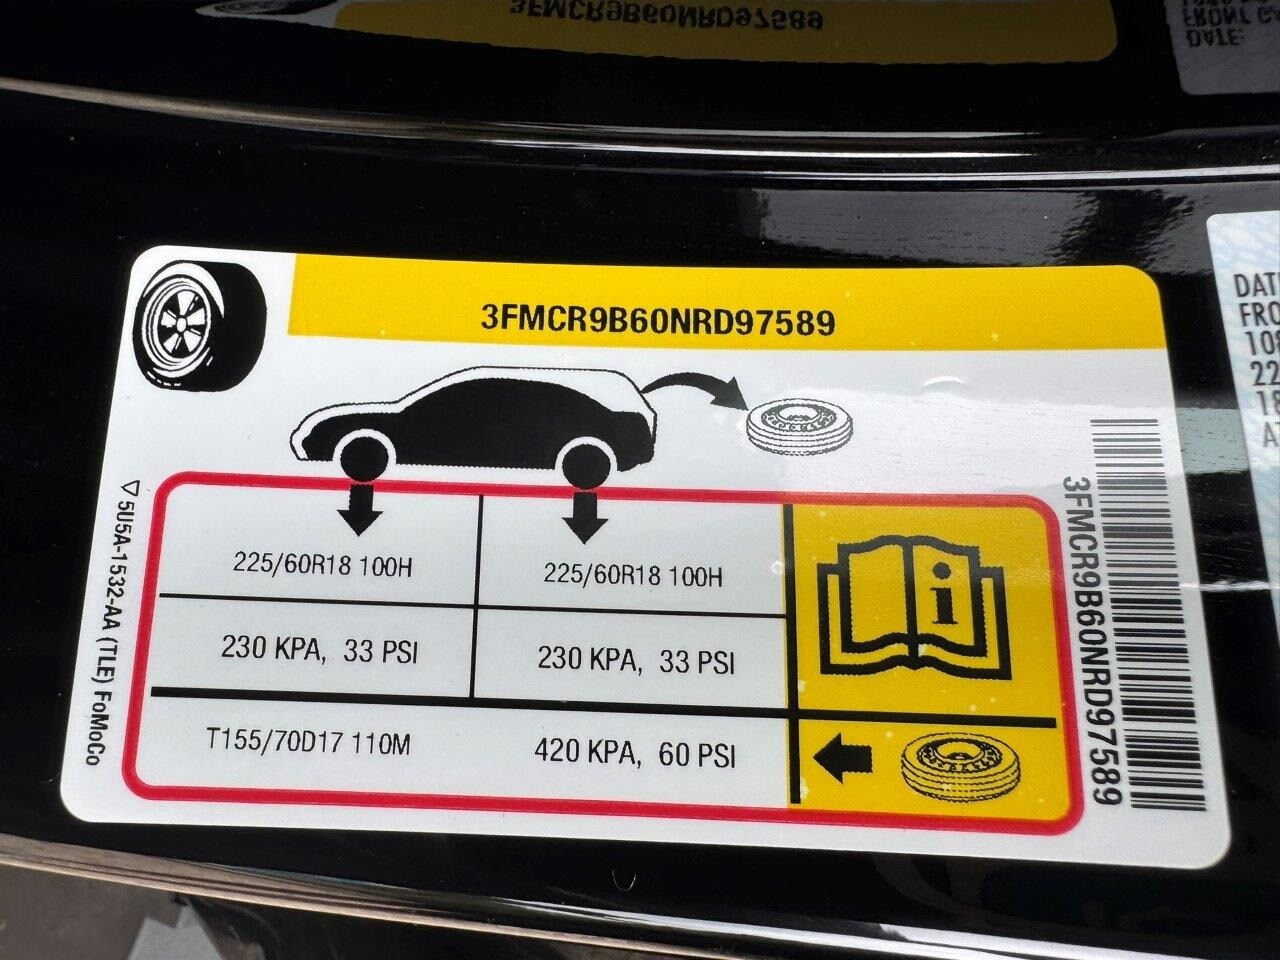 3FMCR9B60NRD97589
FRONT
DATE:
3FMCR9B60NRD97589
225/60R18 100H
225/60R18 100H
230 KPA, 33 PSI
230 KPA, 33 PSI
T155/70D17 110M
420 KPA, 60 PSI
i
5U5A-1532-AA (TLE) FoMoCo
3FMCR9B60NRD97589